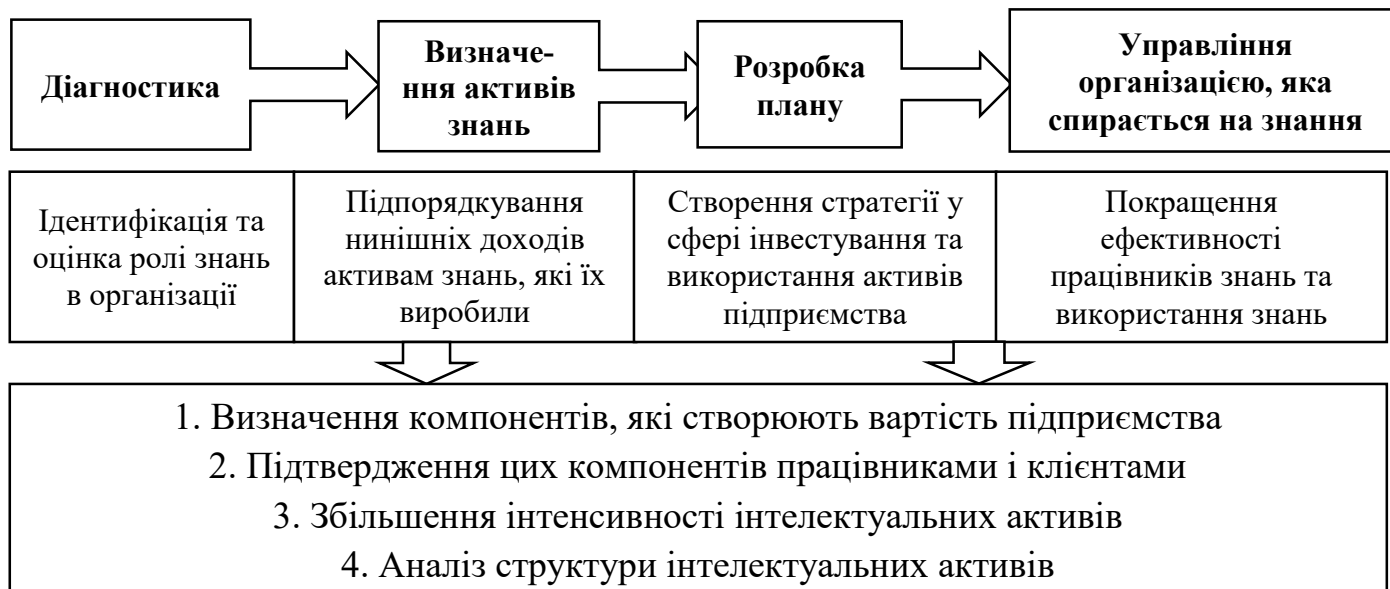 Діагностика
Визначе-
ння активів
знань
Розробка
плану
Управління
організацією, яка
спирається на знання
Ідентифікація та
оцінка ролі знань
в організації
Підпорядкування
нинішніх доходів
активам знань, які їх
виробили
Створення стратегії у
сфері інвестування та
використання активів
підприємства
Покращення
ефективності
працівників знань та
використання знань
1. Визначення компонентів, які створюють вартість підприємства
2. Підтвердження цих компонентів працівниками і клієнтами
3. Збільшення інтенсивності інтелектуальних активів
4. Аналіз структури інтелектуальних активів